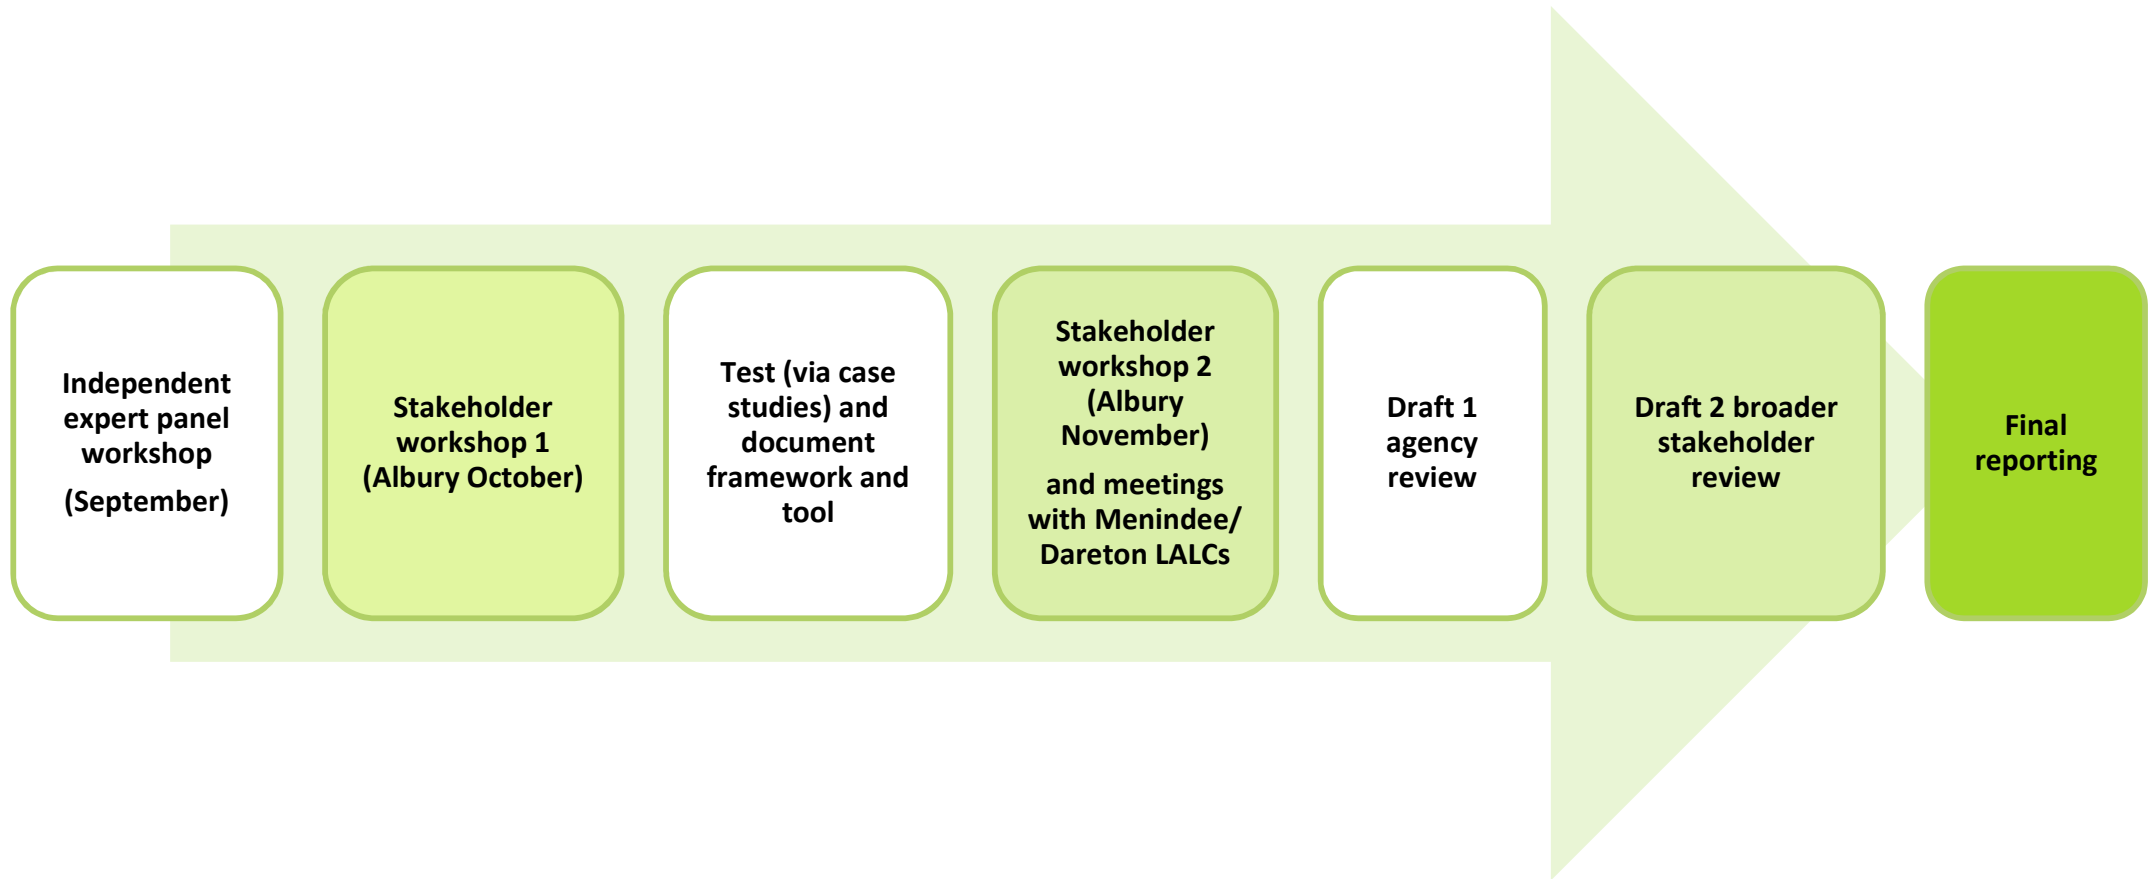 Independent
expert panel
workshop
(September)
Stakeholder
workshop 1
(Albury October)
Test (via case
studies) and
document
framework and
tool
Stakeholder
workshop 2
(Albury
November)
and meetings
with Menindee/
Dareton LALCs
Draft 1
agency
review
Draft 2 broader
stakeholder
review
Final
reporting